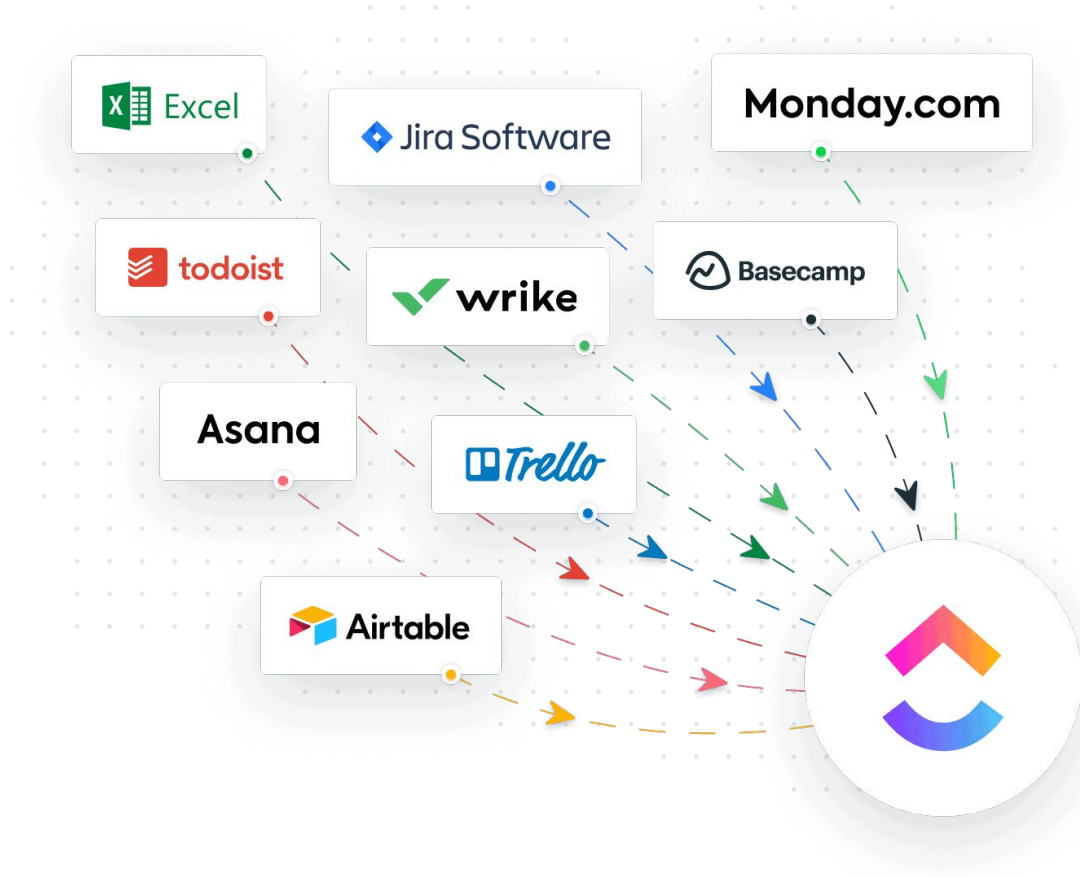 Excel
Jira Software
Monday.com
todoist
wrike
Basecamp
Asana
Trello
Airtable